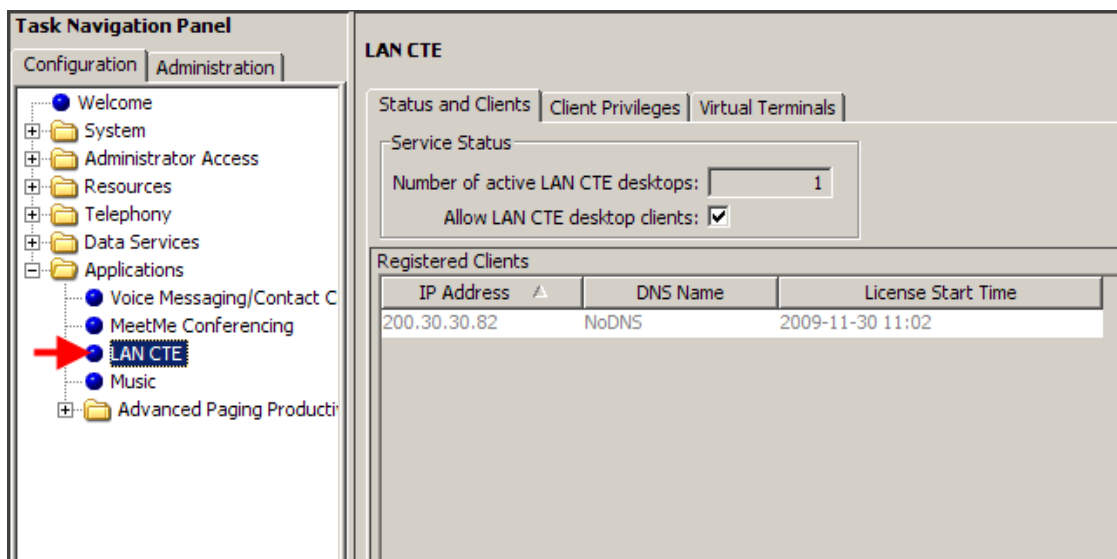 Task Navigation Panel
Configuration
Administration
Welcome
System
Administrator Access
Resources
Telephony
Data Services
Applications
Voice Messaging/Contact C
MeetMe Conferencing
LAN CTE
Music
Advanced Paging Producti
LAN CTE
Status and Clients
Client Privileges
Virtual Terminals
Service Status
Number of active LAN CTE desktops: 1
Allow LAN CTE desktop clients:
Registered Clients
IP Address DNS Name License Start Time
200.30.30.82 NoDNS 2009-11-30 11:02